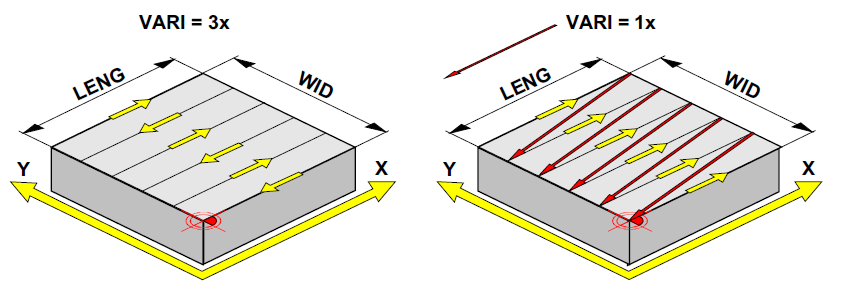 VARI = 3x
VARI = 1x
LENG
WID
LENG
WID
Y
X
Y
X